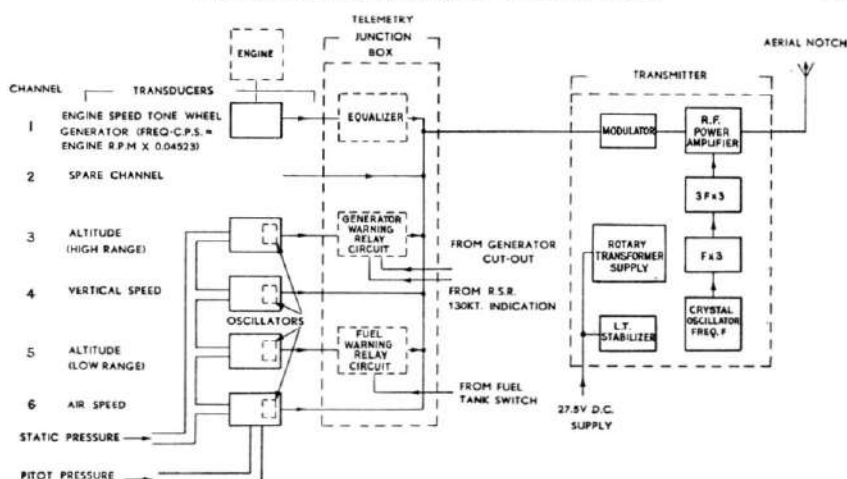 TELEMETRY
JUNCTION
BOX
ENGINE
AERIAL NOTCH
TRANSMITTER
CHANNEL
TRANSDUCERS
1
ENGINE SPEED TONE WHEEL
GENERATOR (FREQ-C.P.S. =
ENGINE R.P.M X 0.04523)
EQUALIZER
MODULATOR
R.F.
POWER
AMPLIFIER
2
SPARE CHANNEL
3F x 3
3
ALTITUDE
(HIGH RANGE)
GENERATOR
WARNING
RELAY
CIRCUIT
FROM GENERATOR
CUT-OUT
ROTARY
TRANSFORMER
SUPPLY
F x 3
4
VERTICAL SPEED
FROM R.S.R.
130KT. INDICATION
OSCILLATORS
L.T.
STABILIZER
CRYSTAL
OSCILLATOR
FREQ. F
5
ALTITUDE
(LOW RANGE)
FUEL
WARNING
RELAY
CIRCUIT
6
AIR SPEED
FROM FUEL
TANK SWITCH
27.5V D.C.
SUPPLY
STATIC PRESSURE
PITOT PRESSURE